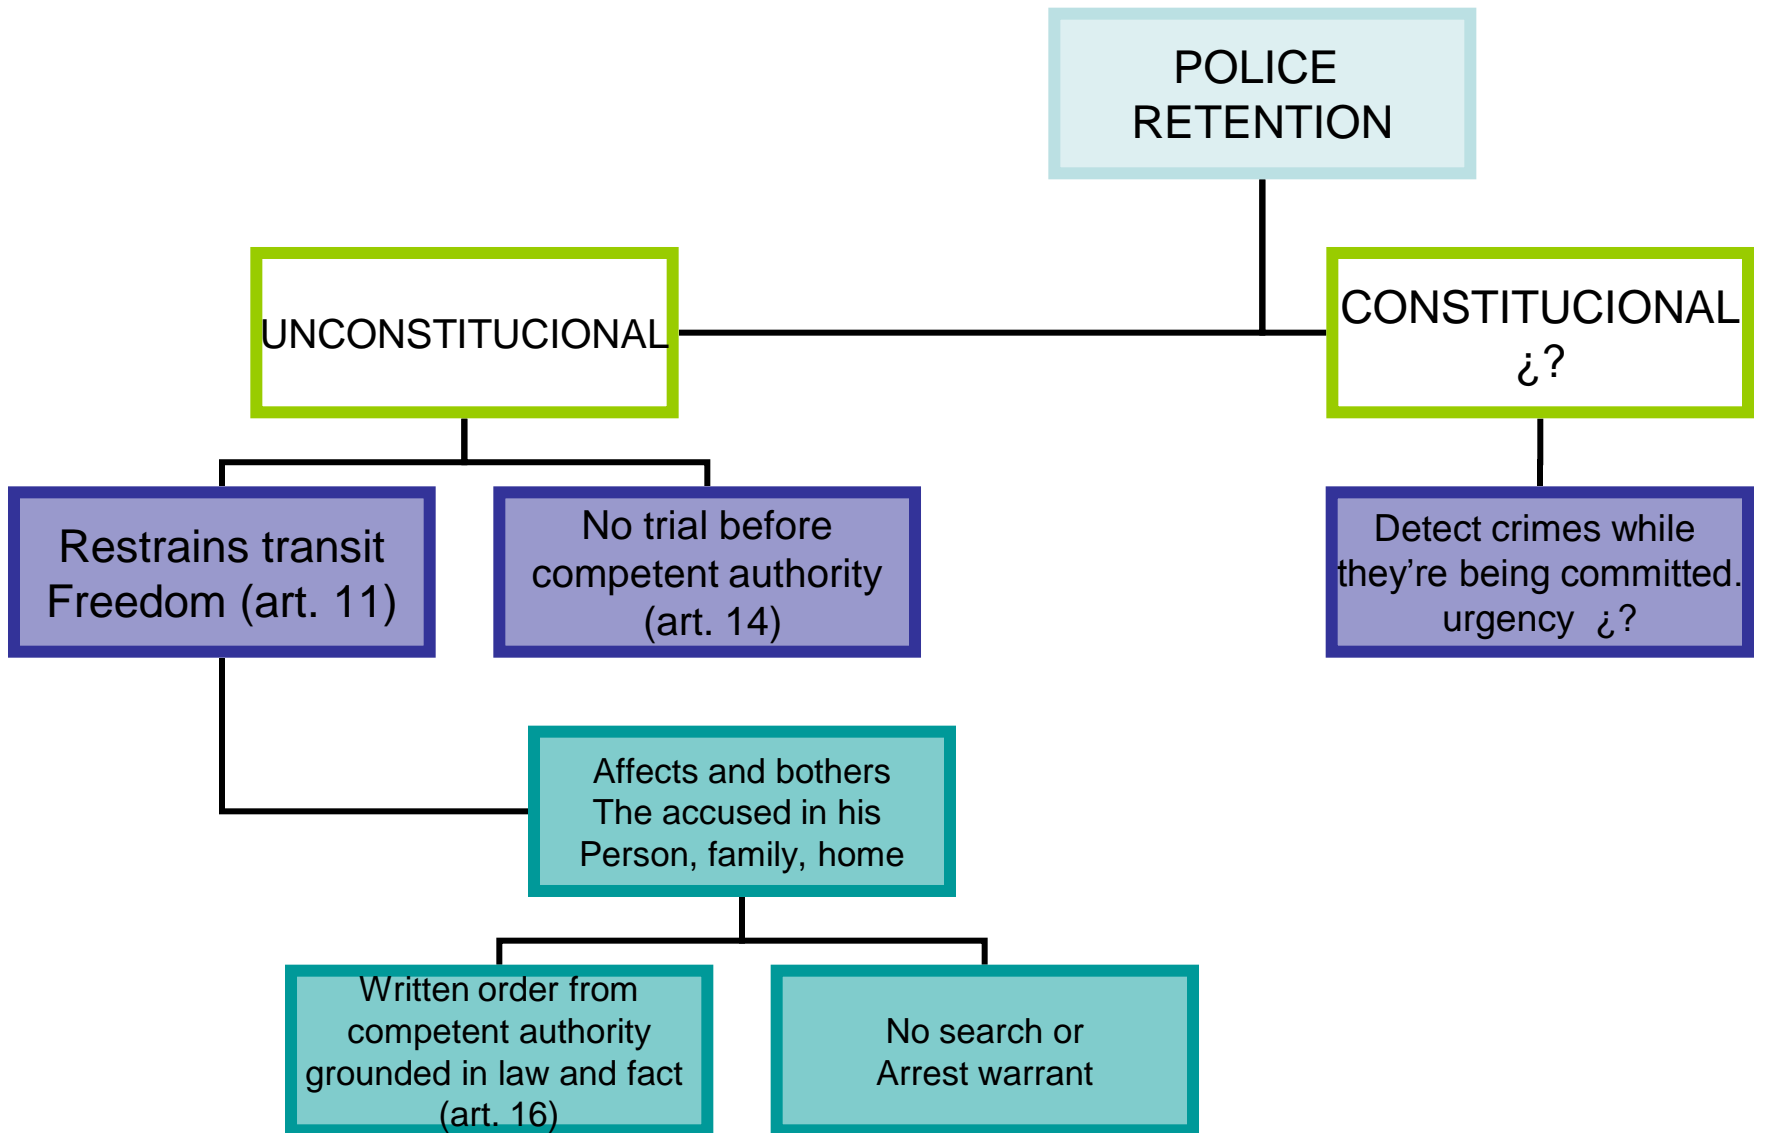 POLICE
RETENTION
UNCONSTITUCIONAL
CONSTITUCIONAL
¿?
Restrains transit
Freedom (art. 11)
No trial before
competent authority
(art. 14)
Detect crimes while
they’re being committed.
urgency ¿?
Affects and bothers
The accused in his
Person, family, home
Written order from
competent authority
grounded in law and fact
(art. 16)
No search or
Arrest warrant